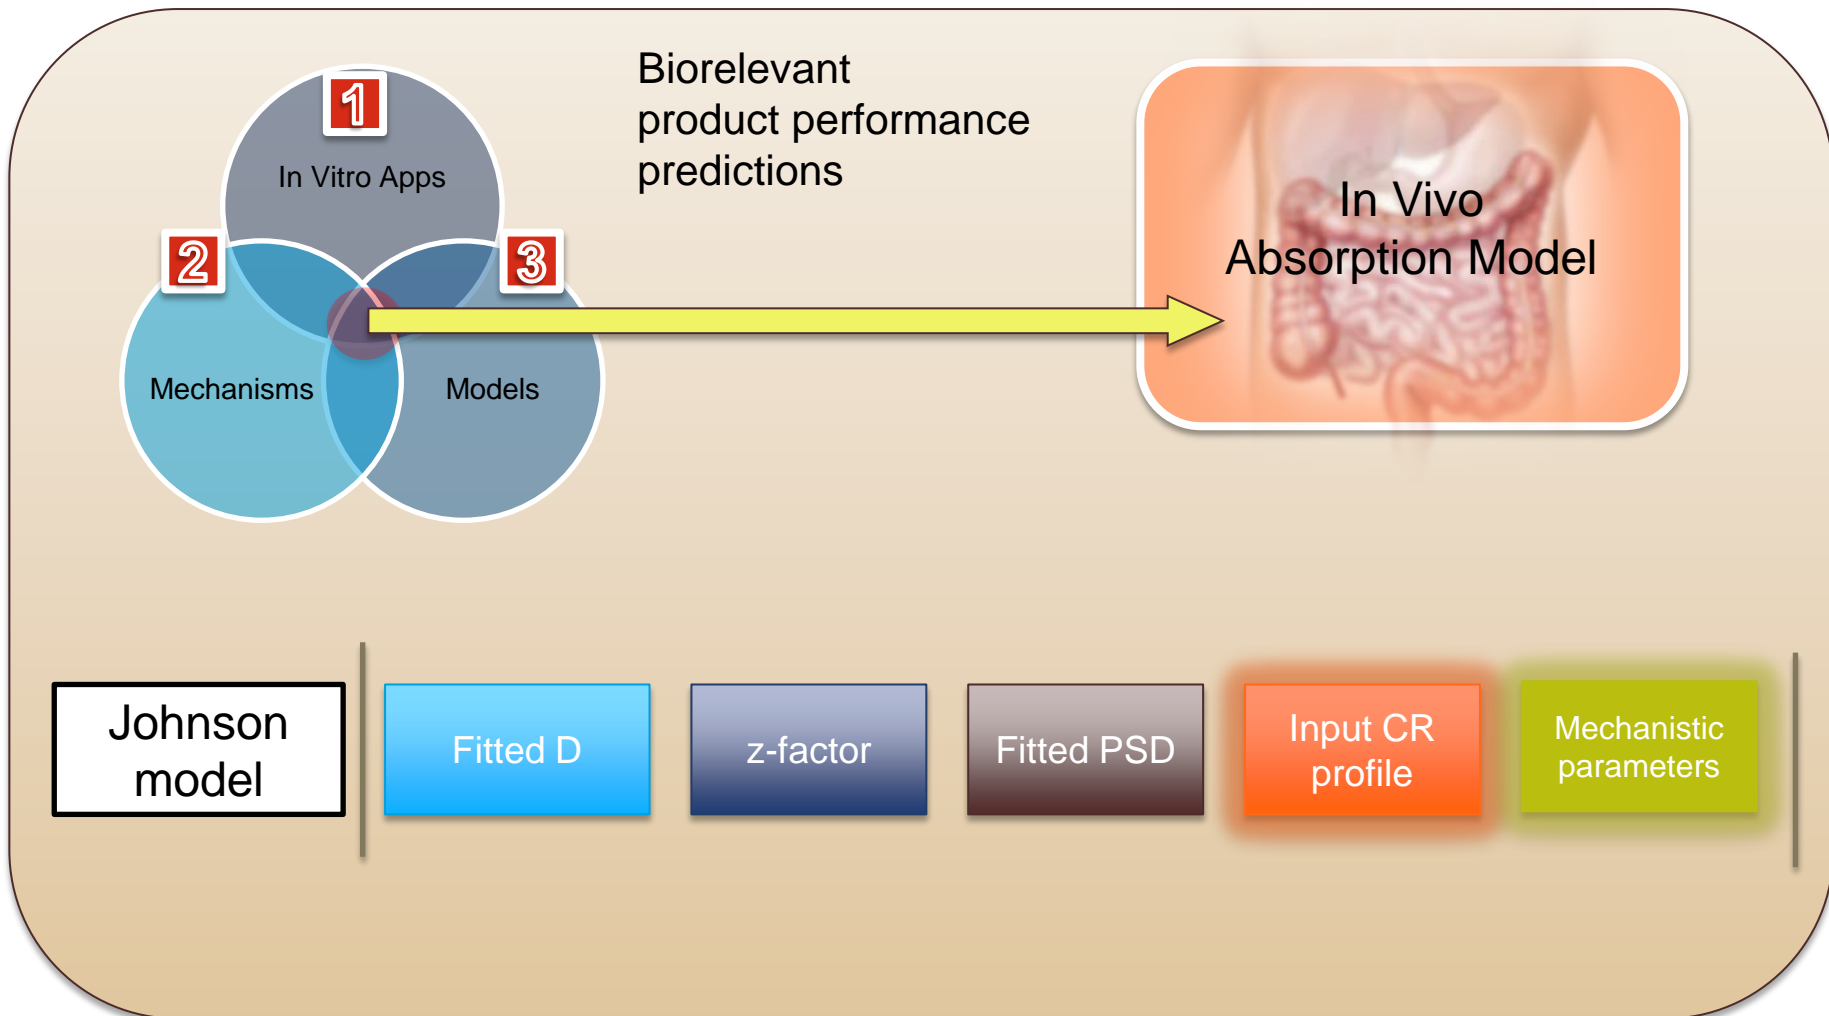 1
In Vitro Apps
2
3
Mechanisms
Models
Biorelevant
product performance
predictions
In Vivo
Absorption Model
Johnson
model
Fitted D
z-factor
Fitted PSD
Input CR
profile
Mechanistic
parameters